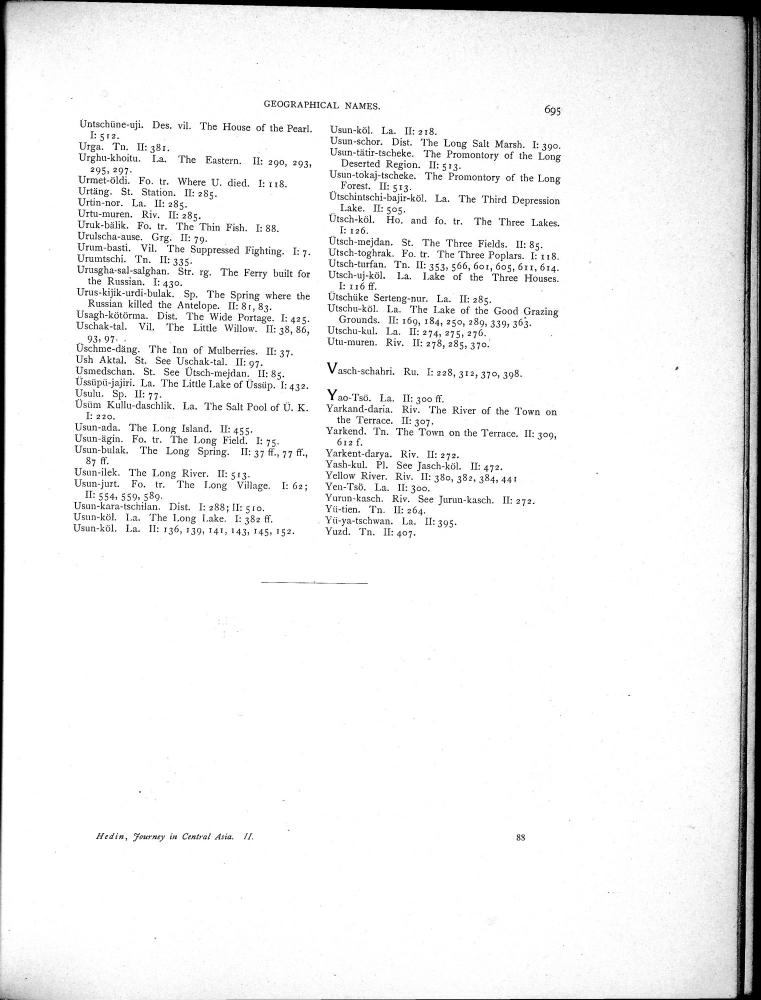 GEOGRAPHICAL NAMES.
695
Untschüne-uji. Des. vil. The House of the Pearl.
I: 512.
Urga. Tn. II: 381.
Urghu-khoitu. La. The Eastern. II: 290, 293,
295, 297.
Urmet-öldi. Fo. tr. Where U. died. I: 118.
Urtäng. St. Station. II: 285.
Urtin-nor. La. II: 285.
Urtu-muren. Riv. II: 285.
Uruk-bälik. Fo. tr. The Thin Fish. I: 88.
Urulscha-ause. Grg. II: 79.
Urum-basti. Vil. The Suppressed Fighting. I: 7.
Urumtschi. Tn. II: 335.
Urusgha-sal-salghan. Str. rg. The Ferry built for
the Russian. I: 430.
Urus-kijik-urdi-bulak. Sp. The Spring where the
Russian killed the Antelope. II: 81, 83.
Usagh-kötörma. Dist. The Wide Portage. I: 425.
Uschak-tal. Vil. The Little Willow. II: 38, 86,
93, 97.
Üschme-däng. The Inn of Mulberries. II: 37.
Ush Aktal. St. See Uschak-tal. II: 97.
Usmedschan. St. See Ütsch-mejdan. II: 85.
Üssüpü-jajiri. La. The Little Lake of Üssüp. I: 432.
Usulu. Sp. II: 77.
Üsüm Kullu-daschlik. La. The Salt Pool of Ü. K.
I: 220.
Usun-ada. The Long Island. II: 455.
Usun-ägin. Fo. tr. The Long Field. I: 75.
Usun-bulak. The Long Spring. II: 37 ff., 77 ff.,
87 ff.
Usun-ilek. The Long River. II: 513.
Usun-jurt. Fo. tr. The Long Village. I: 62;
II: 554, 559, 589.
Usun-kara-tschilan. Dist. I: 288; II: 510.
Usun-köl. La. The Long Lake. I: 382 ff.
Usun-köl. La. II: 136, 139, 141, 143, 145, 152.
Usun-köl. La. II: 218.
Usun-schor. Dist. The Long Salt Marsh. I: 390.
Usun-tätir-tscheke. The Promontory of the Long
Deserted Region. II: 513.
Usun-tokaj-tscheke. The Promontory of the Long
Forest. II: 513.
Ütschintschi-bajir-köl. La. The Third Depression
Lake. II: 505.
Ütsch-köl. Ho. and fo. tr. The Three Lakes.
I: 126.
Ütsch-mejdan. St. The Three Fields. II: 85.
Ütsch-toghrak. Fo. tr. The Three Poplars. I: 118.
Utsch-turfan. Tn. II: 353, 566, 601, 605, 611, 614.
Ütsch-uj-köl. La. Lake of the Three Houses.
I: 116 ff.
Ütschüke Serteng-nur. La. II: 285.
Utschu-köl. La. The Lake of the Good Grazing
Grounds. II: 169, 184, 250, 289, 339, 363.
Utschu-kul. La. II: 274, 275, 276.
Utu-muren. Riv. II: 278, 285, 370.
Vasch-schahri. Ru. I: 228, 312, 370, 398.
Yao-Tsö. La. II: 300 ff.
Yarkand-daria. Riv. The River of the Town on
the Terrace. II: 307.
Yarkend. Tn. The Town on the Terrace. II: 309,
612 f.
Yarkent-darya. Riv. II: 272.
Yash-kul. Pl. See Jasch-köl. II: 472.
Yellow River. Riv. II: 380, 382, 384, 441
Yen-Tsö. La. II: 300.
Yurun-kasch. Riv. See Jurun-kasch. II: 272.
Yü-tien. Tn. II: 264.
Yü-ya-tschwan. La. II: 395.
Yuzd. Tn. II: 407.
Hedin, Journey in Central Asia. II.
88